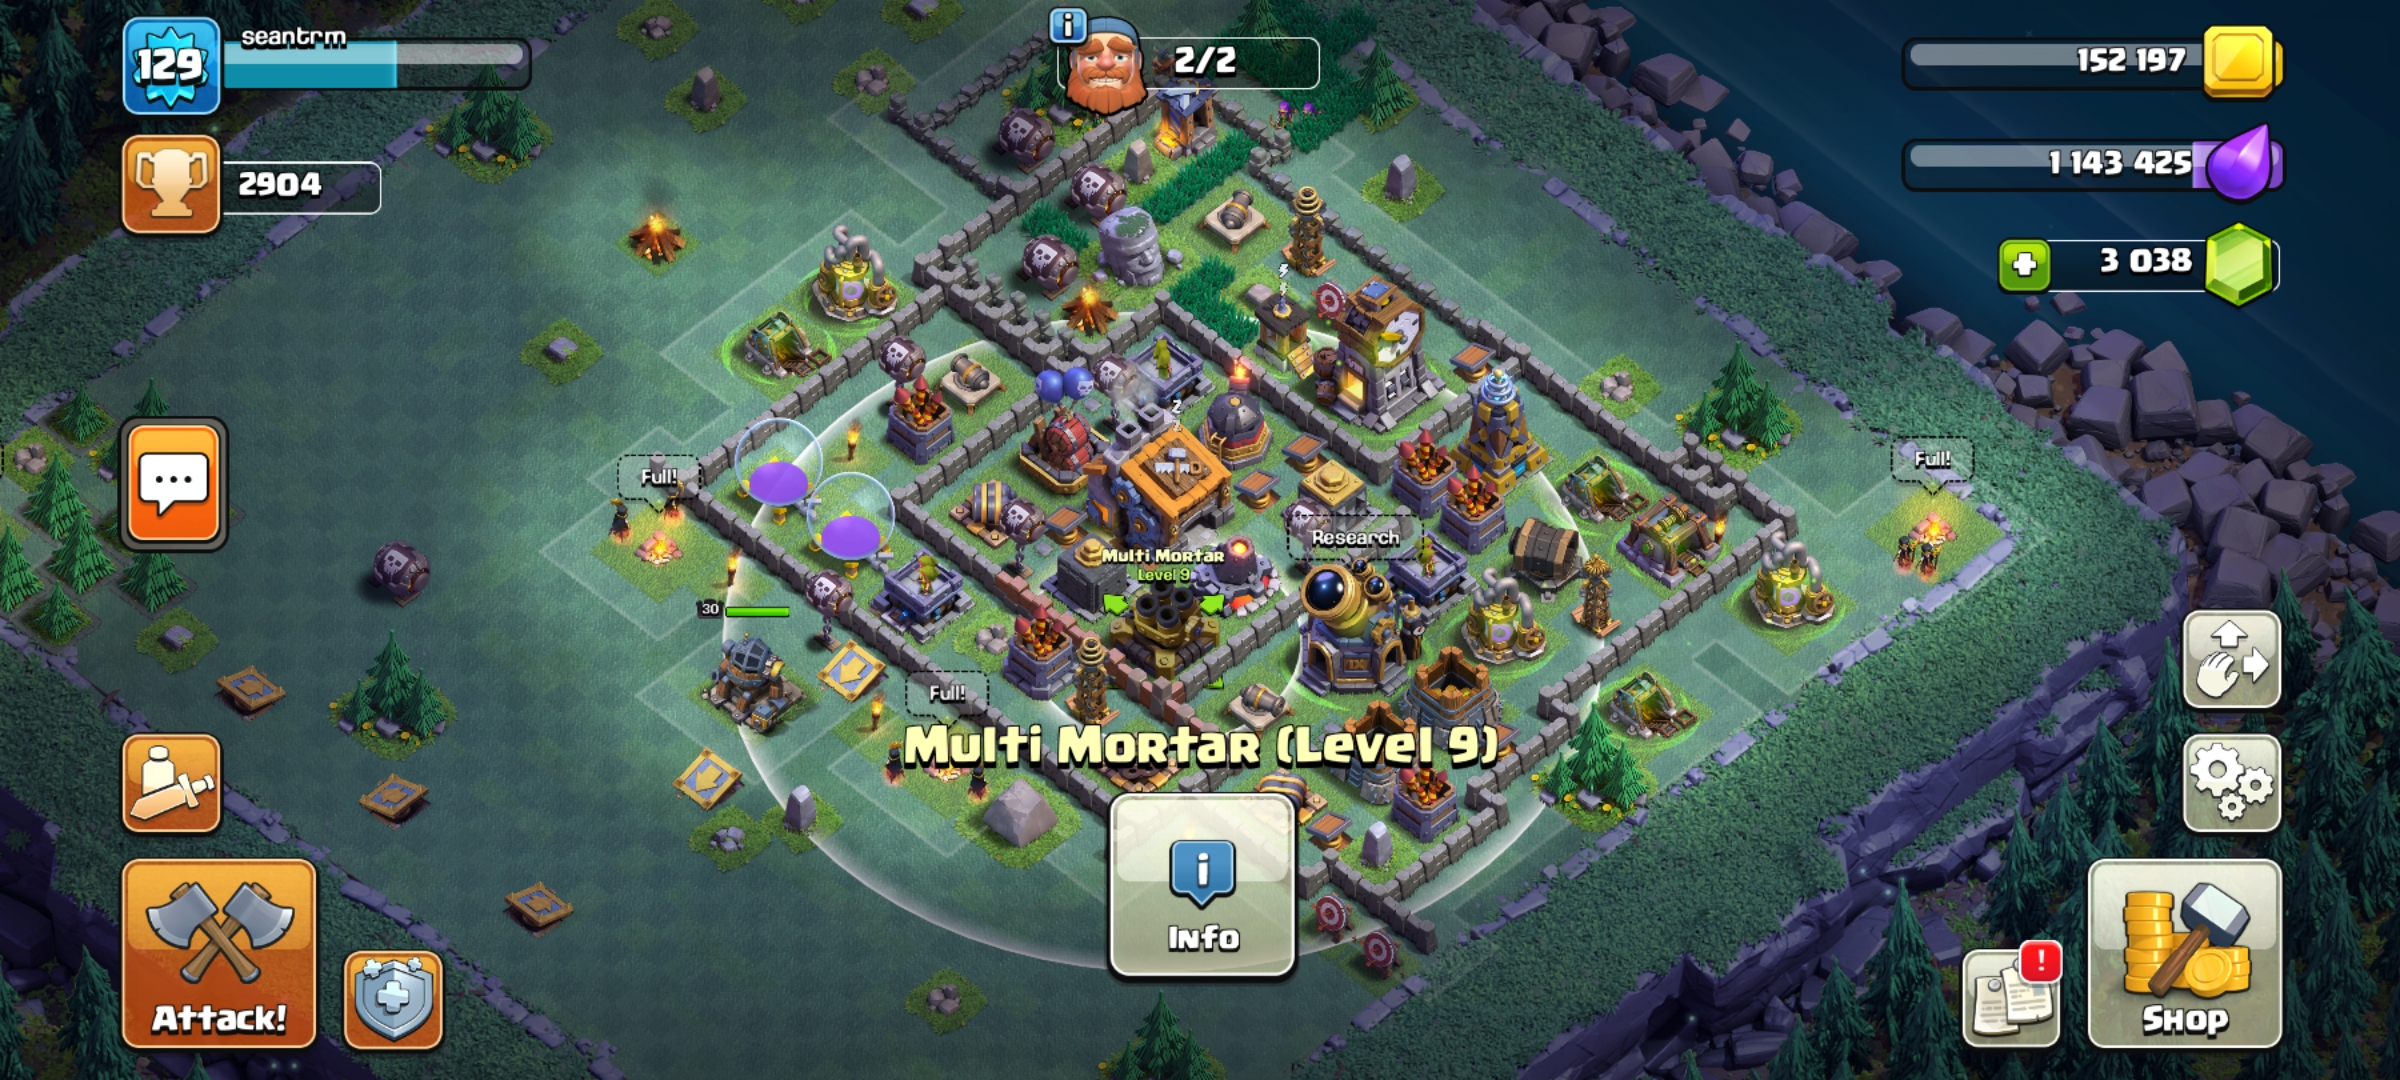 129
seantrm
2/2
152 197
2904
1 143 425
3 038
Full!
Full!
Research
Multi Mortar
Level 9
30
Full!
Multi Mortar (Level 9)
Info
Attack!
Shop